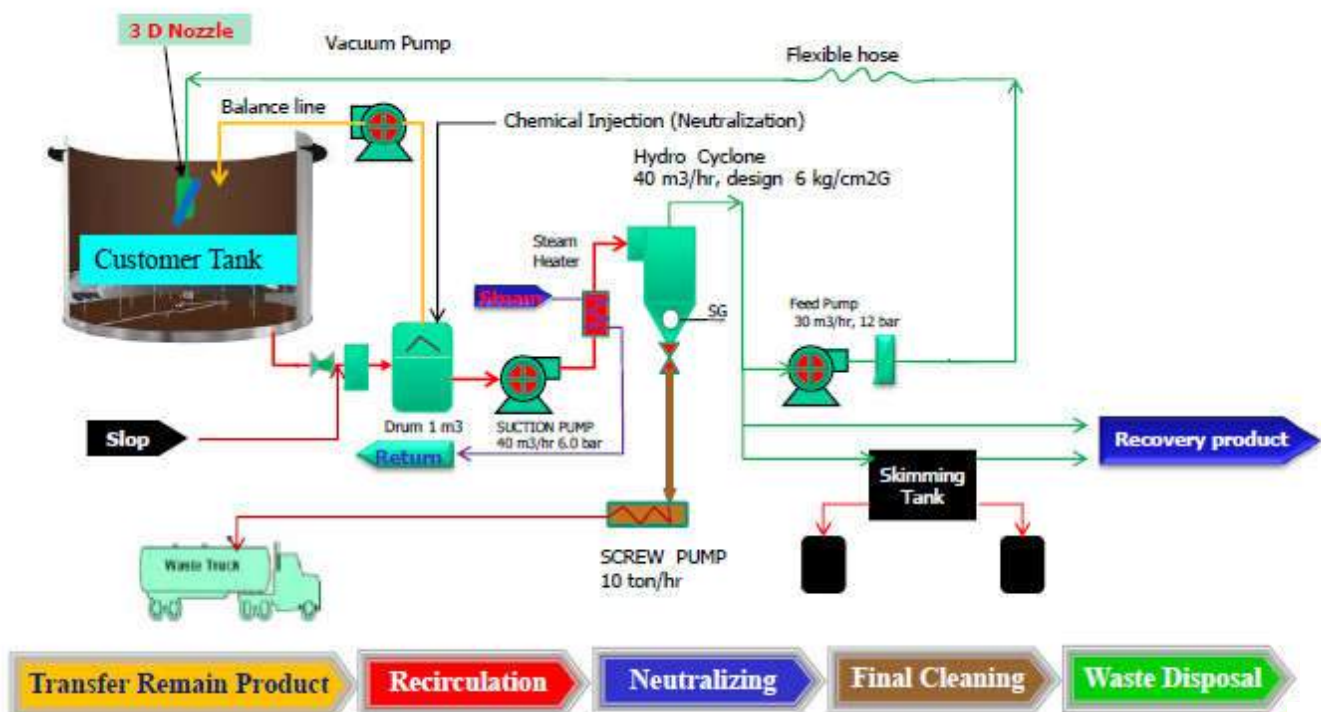 3 D Nozzle
Vacuum Pump
Flexible hose
Balance line
Chemical Injection (Neutralization)
Hydro Cyclone
40 m3/hr, design 6 kg/cm2G
Customer Tank
Steam
Heater
Steam
SG
Feed Pump
30 m3/hr, 12 bar
Slop
Drum 1 m3
SUCTION PUMP
40 m3/hr 6.0 bar
Return
Recovery product
Skimming
Tank
Waste Truck
SCREW PUMP
10 ton/hr
Transfer Remain Product
Recirculation
Neutralizing
Final Cleaning
Waste Disposal